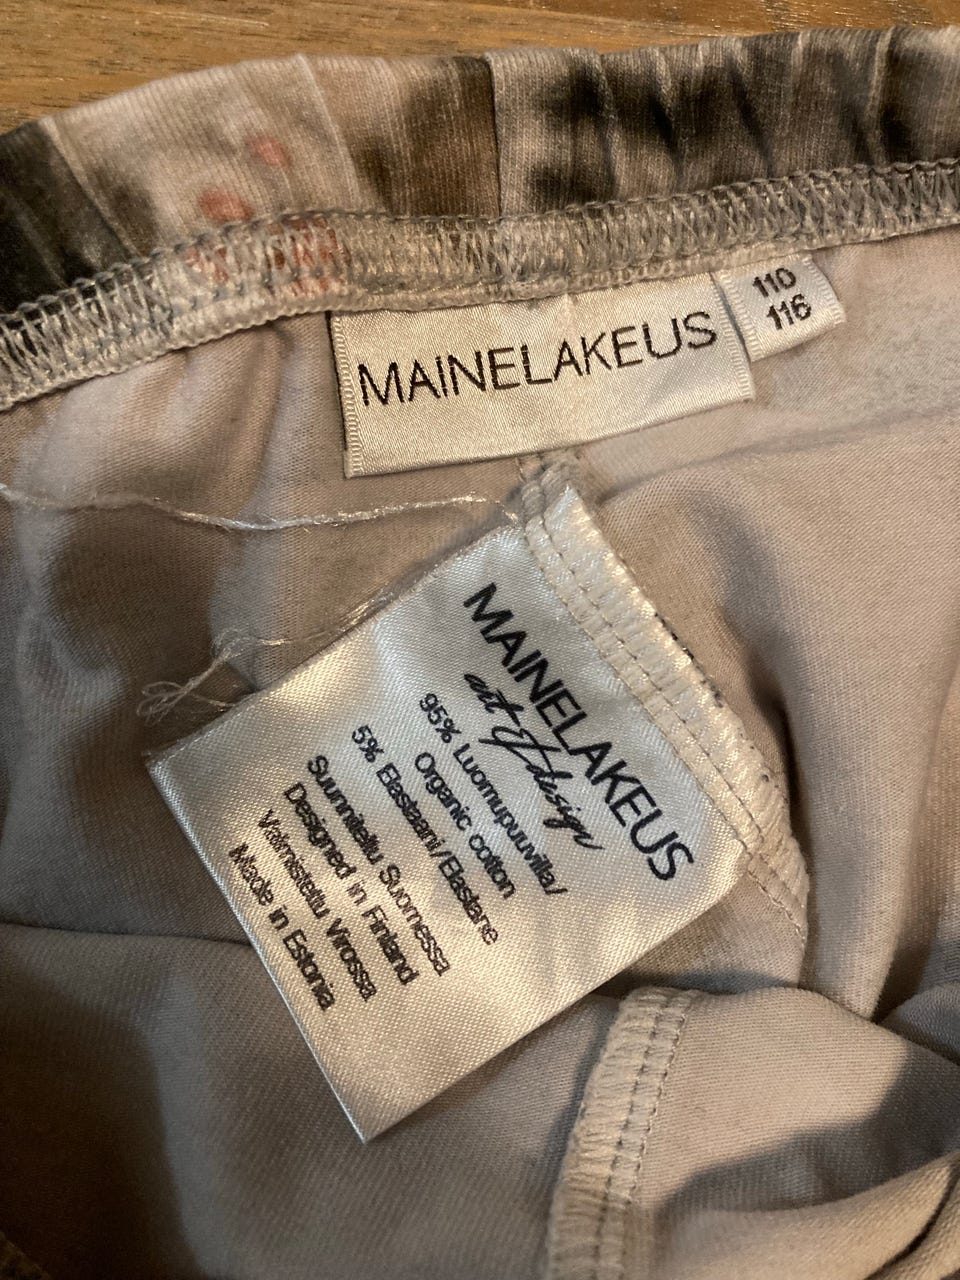 MAINELAKEUS
110
116
MAINELAKEUS
art & design
95% Luomupuuvilla/
Organic cotton
5% Elastaani/Elastane
Suunniteltu Suomessa
Designed in Finland
Valmistettu Virossa
Made in Estonia